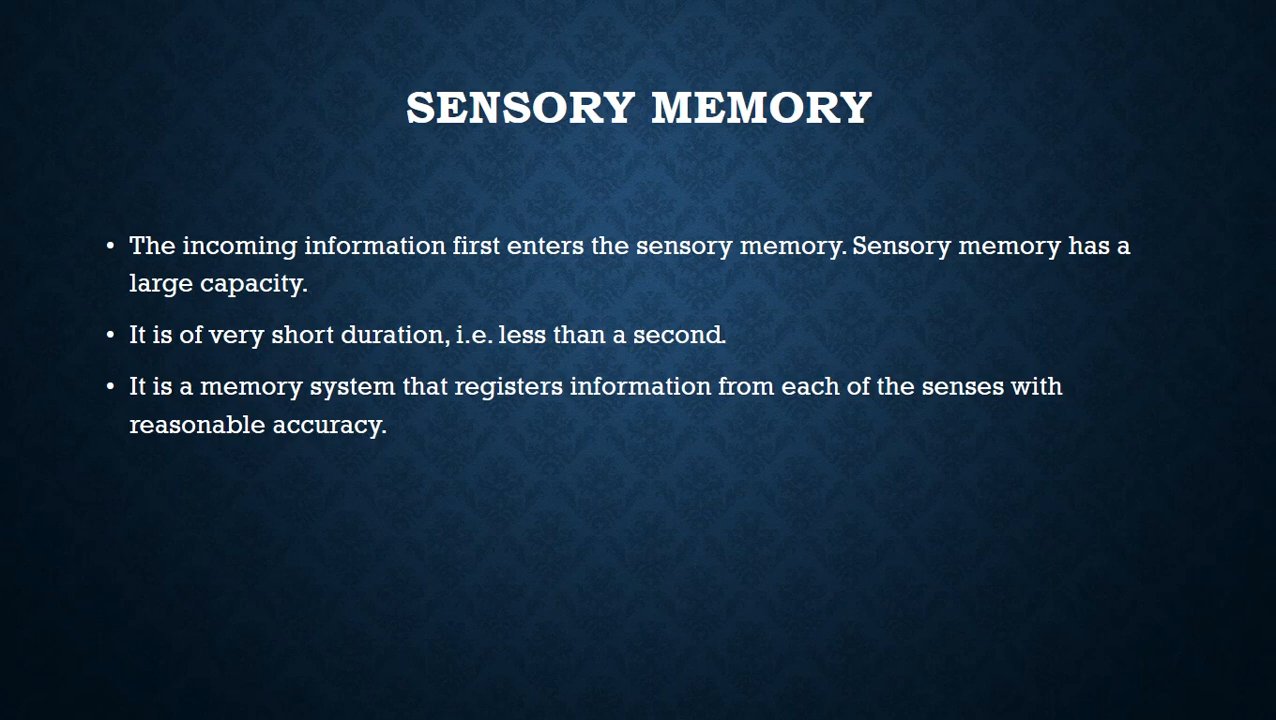 SENSORY MEMORY
• The incoming information first enters the sensory memory. Sensory memory has a
large capacity.
• It is of very short duration, i.e. less than a second.
• It is a memory system that registers information from each of the senses with
reasonable accuracy.